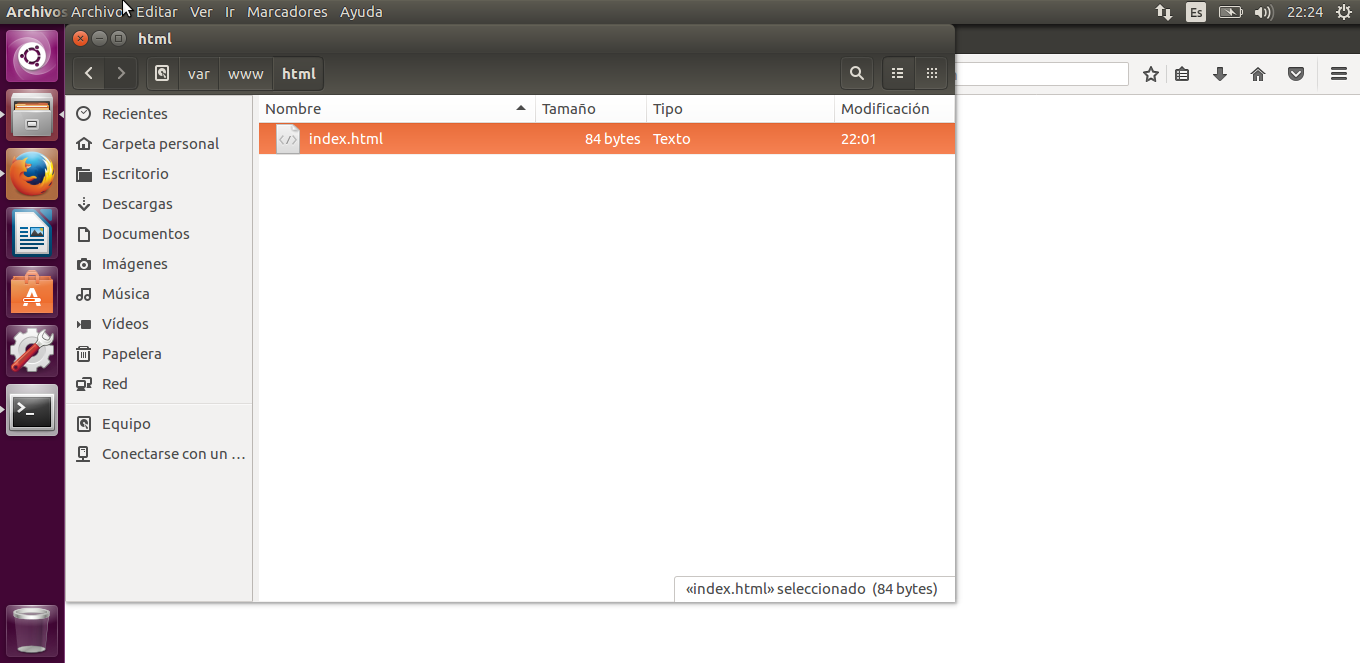 Archivos Archivo Editar Ver Ir Marcadores Ayuda Es 22:24
html
var www html
Nombre Tamaño Tipo Modificación
index.html 84 bytes Texto 22:01
Recientes
Carpeta personal
Escritorio
Descargas
Documentos
Imágenes
Música
Vídeos
Papelera
Red
Equipo
Conectarse con un …
«index.html» seleccionado (84 bytes)